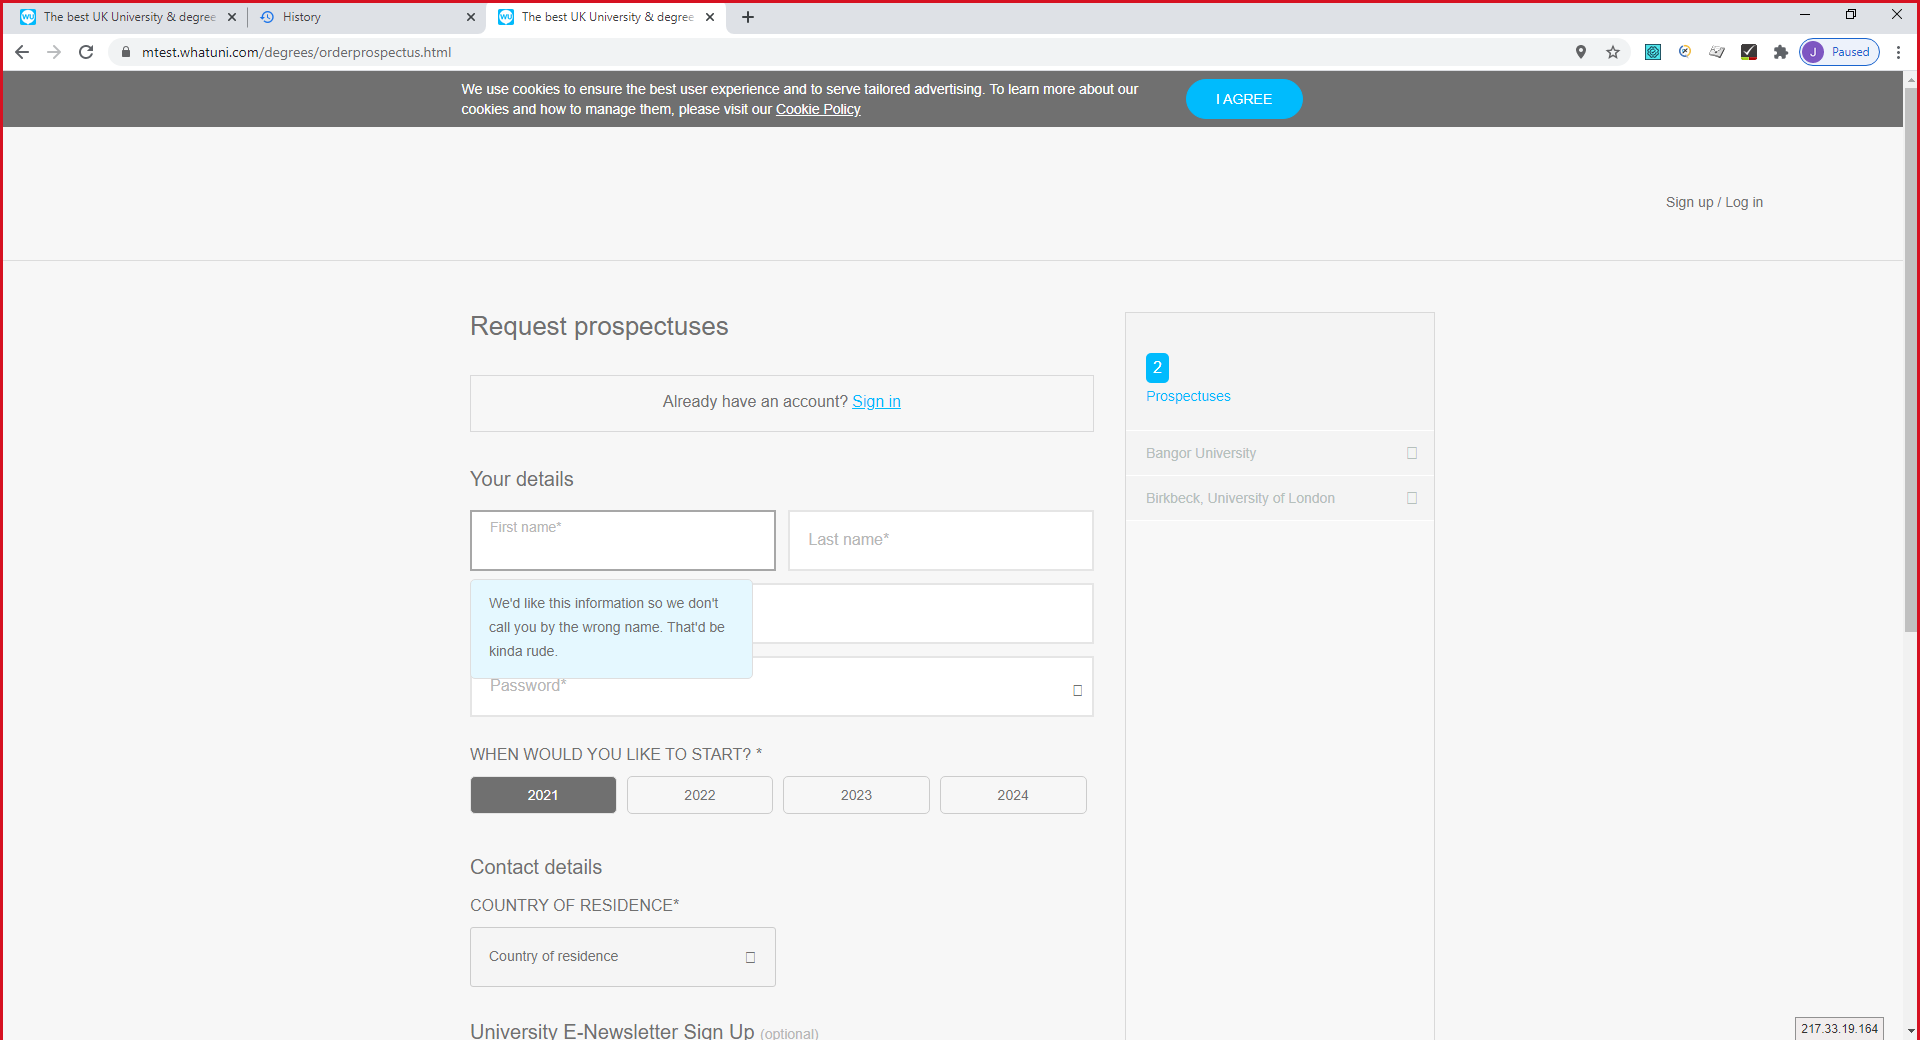 The best UK University & degree
History
The best UK University & degree
mtest.whatuni.com/degrees/orderprospectus.html
J Paused
We use cookies to ensure the best user experience and to serve tailored advertising. To learn more about our
cookies and how to manage them, please visit our Cookie Policy
I AGREE
Sign up / Log in
Request prospectuses
Already have an account? Sign in
2
Prospectuses
Bangor University
Birkbeck, University of London
Your details
First name*
Last name*
We'd like this information so we don't
call you by the wrong name. That'd be
kinda rude.
Password*
WHEN WOULD YOU LIKE TO START? *
2021
2022
2023
2024
Contact details
COUNTRY OF RESIDENCE*
Country of residence
University E-Newsletter Sign Up (optional)
217.33.19.164